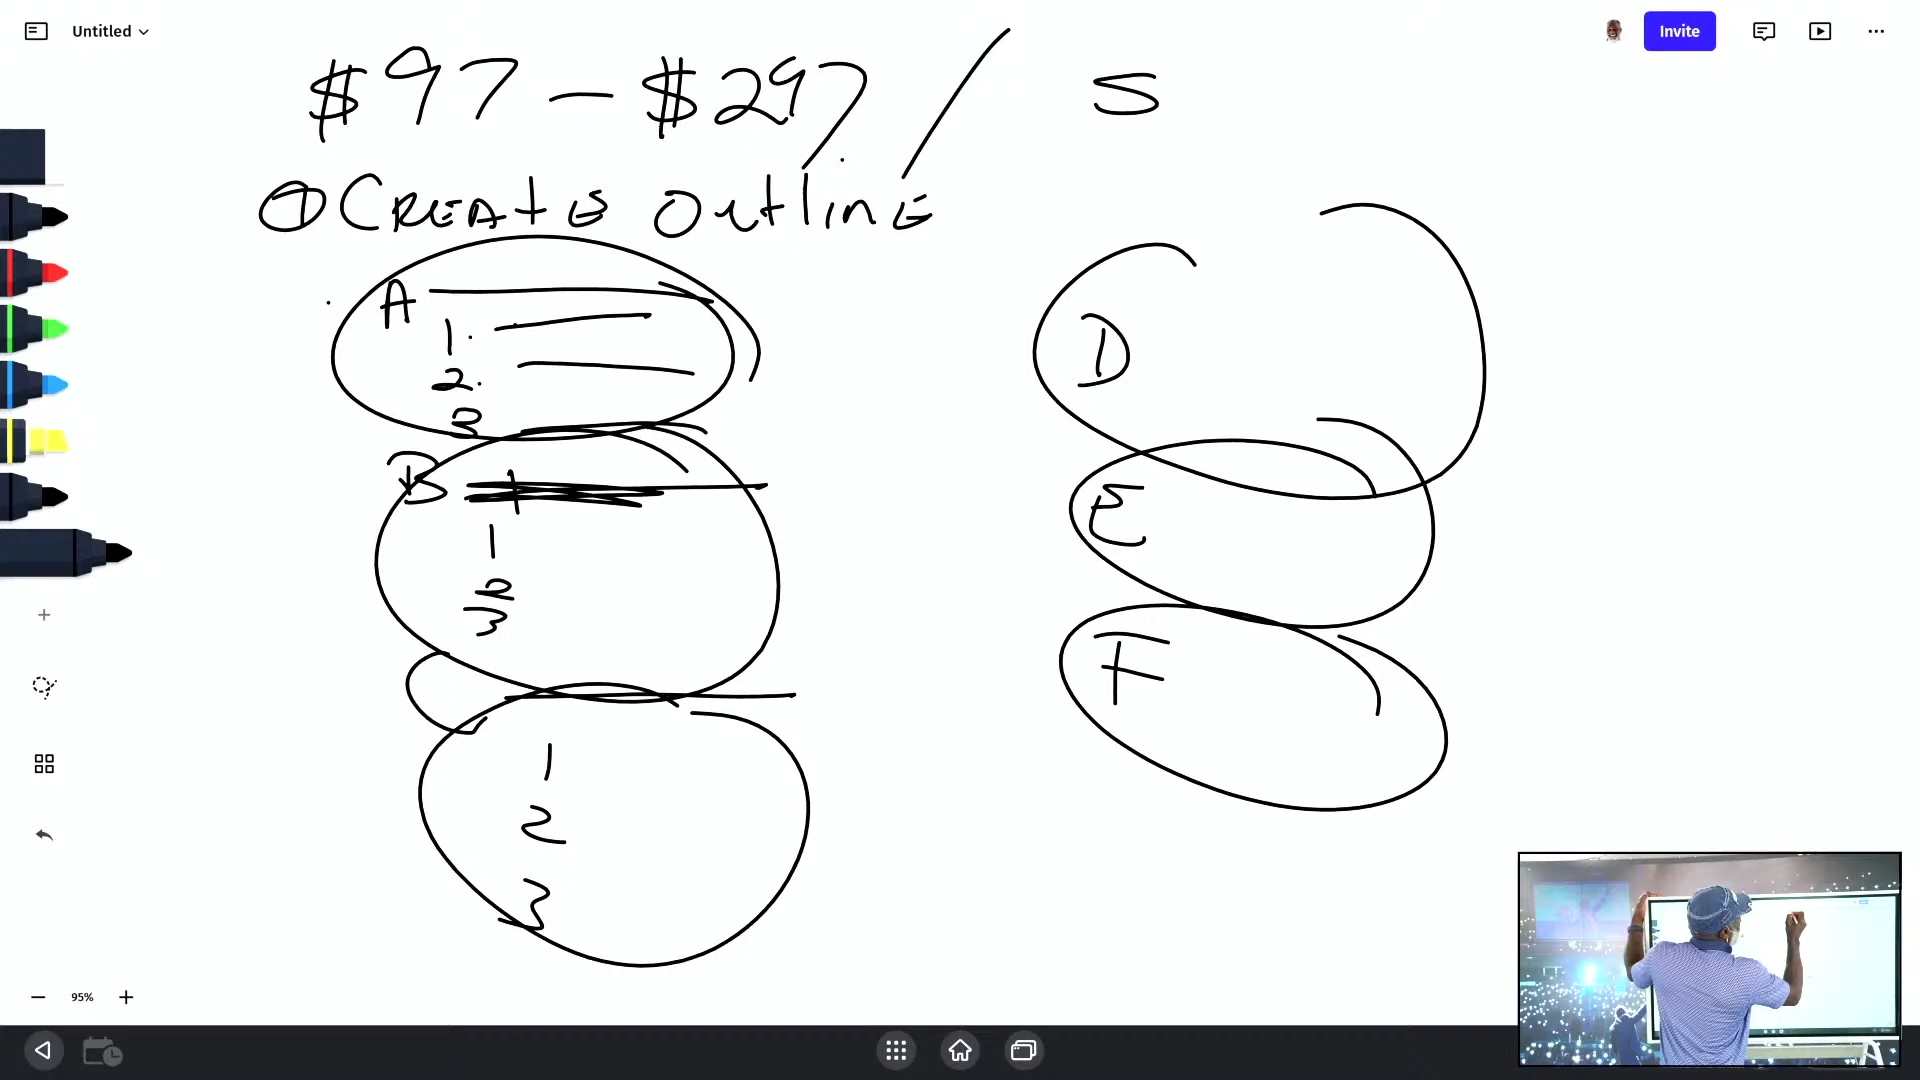 Untitled
Invite
$97 - $297 / S
① CREATE OutlinE
A
1.
2.
3
B
1
2
3
1
2
3
D
E
F
95%